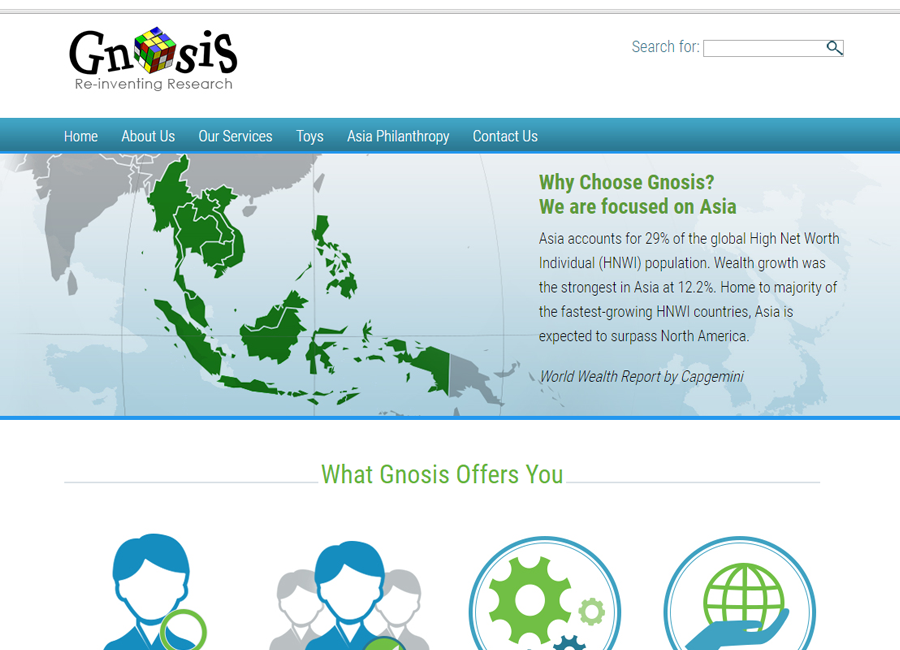 Gnosis
Re-inventing Research
Search for:
Home About Us Our Services Toys Asia Philanthropy Contact Us
Why Choose Gnosis?
We are focused on Asia
Asia accounts for 29% of the global High Net Worth
Individual (HNWI) population. Wealth growth was
the strongest in Asia at 12.2%. Home to majority of
the fastest-growing HNWI countries, Asia is
expected to surpass North America.
World Wealth Report by Capgemini
What Gnosis Offers You